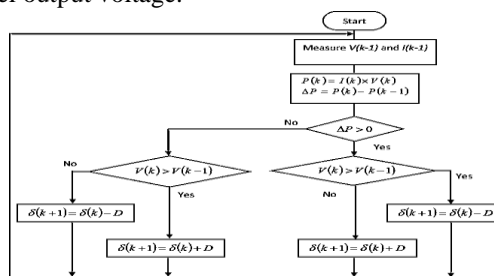 el output voltage.
Start
Measure V(k-1) and I(k-1)
P(k)=I(k)×V(k)
ΔP=P(k)-P(k-1)
No
ΔP>0
Yes
No
V(k)>V(k-1)
V(k)>V(k-1)
Yes
Yes
No
δ(k+1)=δ(k)-D
δ(k+1)=δ(k)-D
δ(k+1)=δ(k)+D
δ(k+1)=δ(k)+D